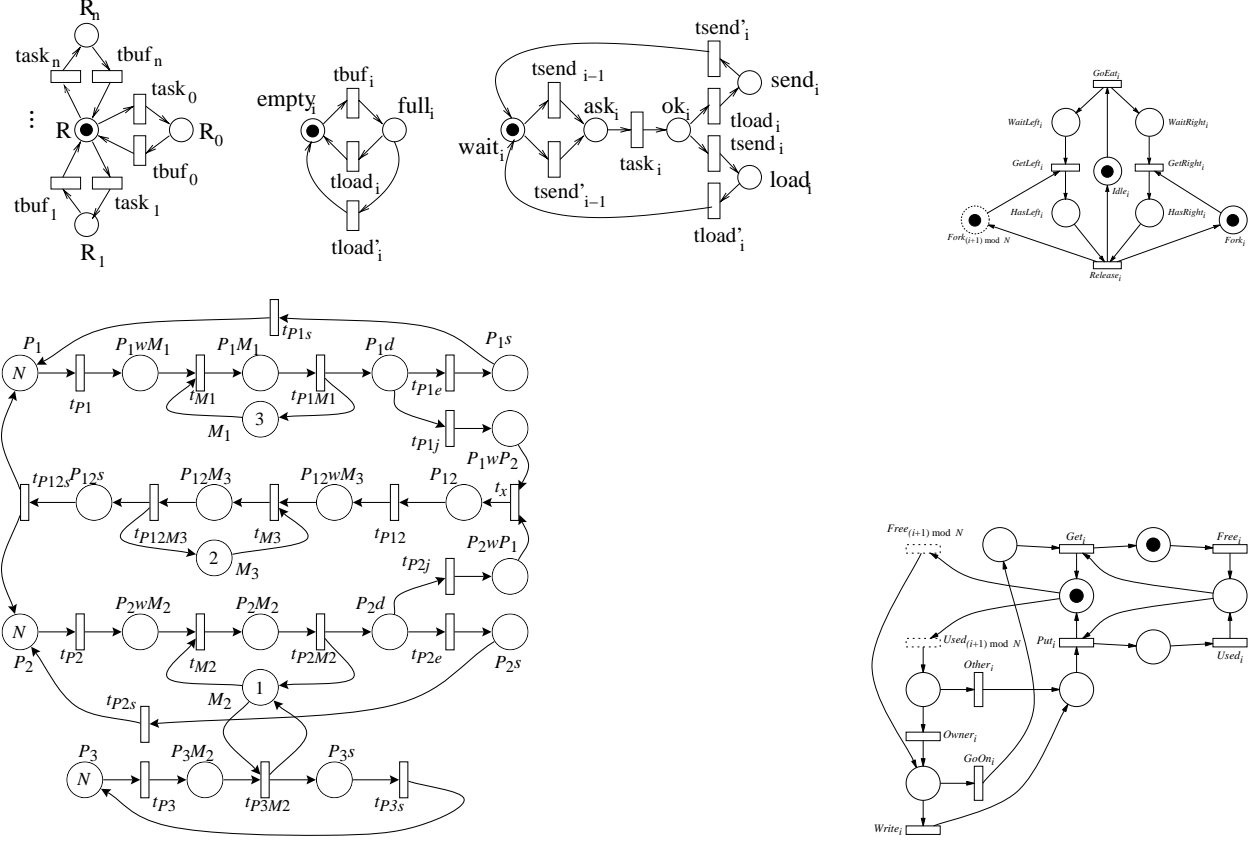 R_n
task_n
tbuf_n
task_0
...
R
R_0
tbuf_0
tbuf_1
task_1
R_1
empty_i
tbuf_i
full_i
tload_i
tload'_i
wait_i
tsend_{i−1}
tsend'_{i−1}
ask_i
task_i
ok_i
tsend'_i
send_i
tload_i
tsend_i
load_i
tload'_i
GoEat_i
WaitLeft_i
WaitRight_i
GetLeft_i
GetRight_i
Idle_i
HasLeft_i
HasRight_i
Fork_{(i+1) mod N}
Fork_i
Release_i
t_{P1s}
P_1
P_1wM_1
P_1M_1
P_1d
P_1s
N
t_{P1}
t_{M1}
t_{P1M1}
t_{P1e}
3
M_1
t_{P1j}
P_1wP_2
t_{P12s}
P_{12}s
P_{12}M_3
P_{12}wM_3
P_{12}
t_x
t_{P12M3}
t_{M3}
t_{P12}
2
M_3
P_2wP_1
t_{P2j}
P_2wM_2
P_2M_2
P_2d
N
P_2
t_{P2}
t_{M2}
t_{P2M2}
t_{P2e}
P_2s
1
M_2
t_{P2s}
P_3
P_3M_2
P_3s
N
t_{P3}
t_{P3M2}
t_{P3s}
Free_{(i+1) mod N}
Get_i
Free_i
Used_{(i+1) mod N}
Put_i
Used_i
Other_i
Owner_i
GoOn_i
Write_i